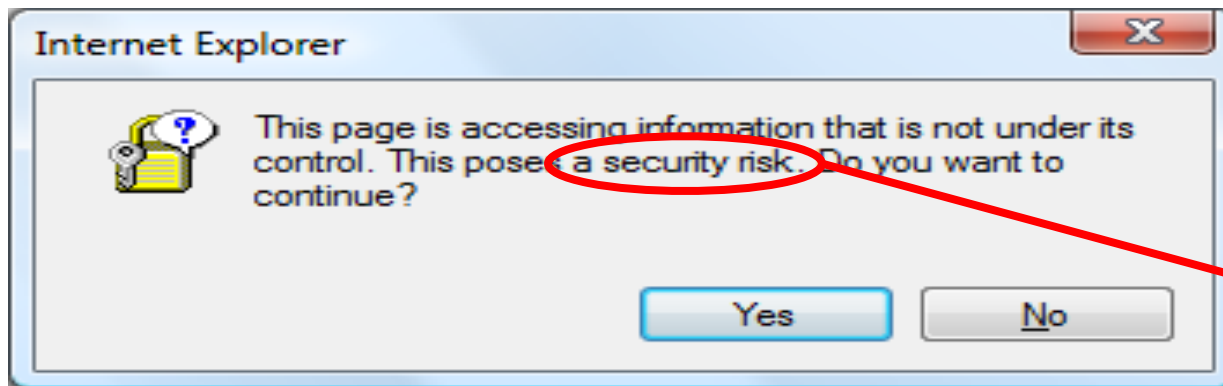 Internet Explorer
This page is accessing information that is not under its
control. This poses a security risk. Do you want to
continue?
Yes
No